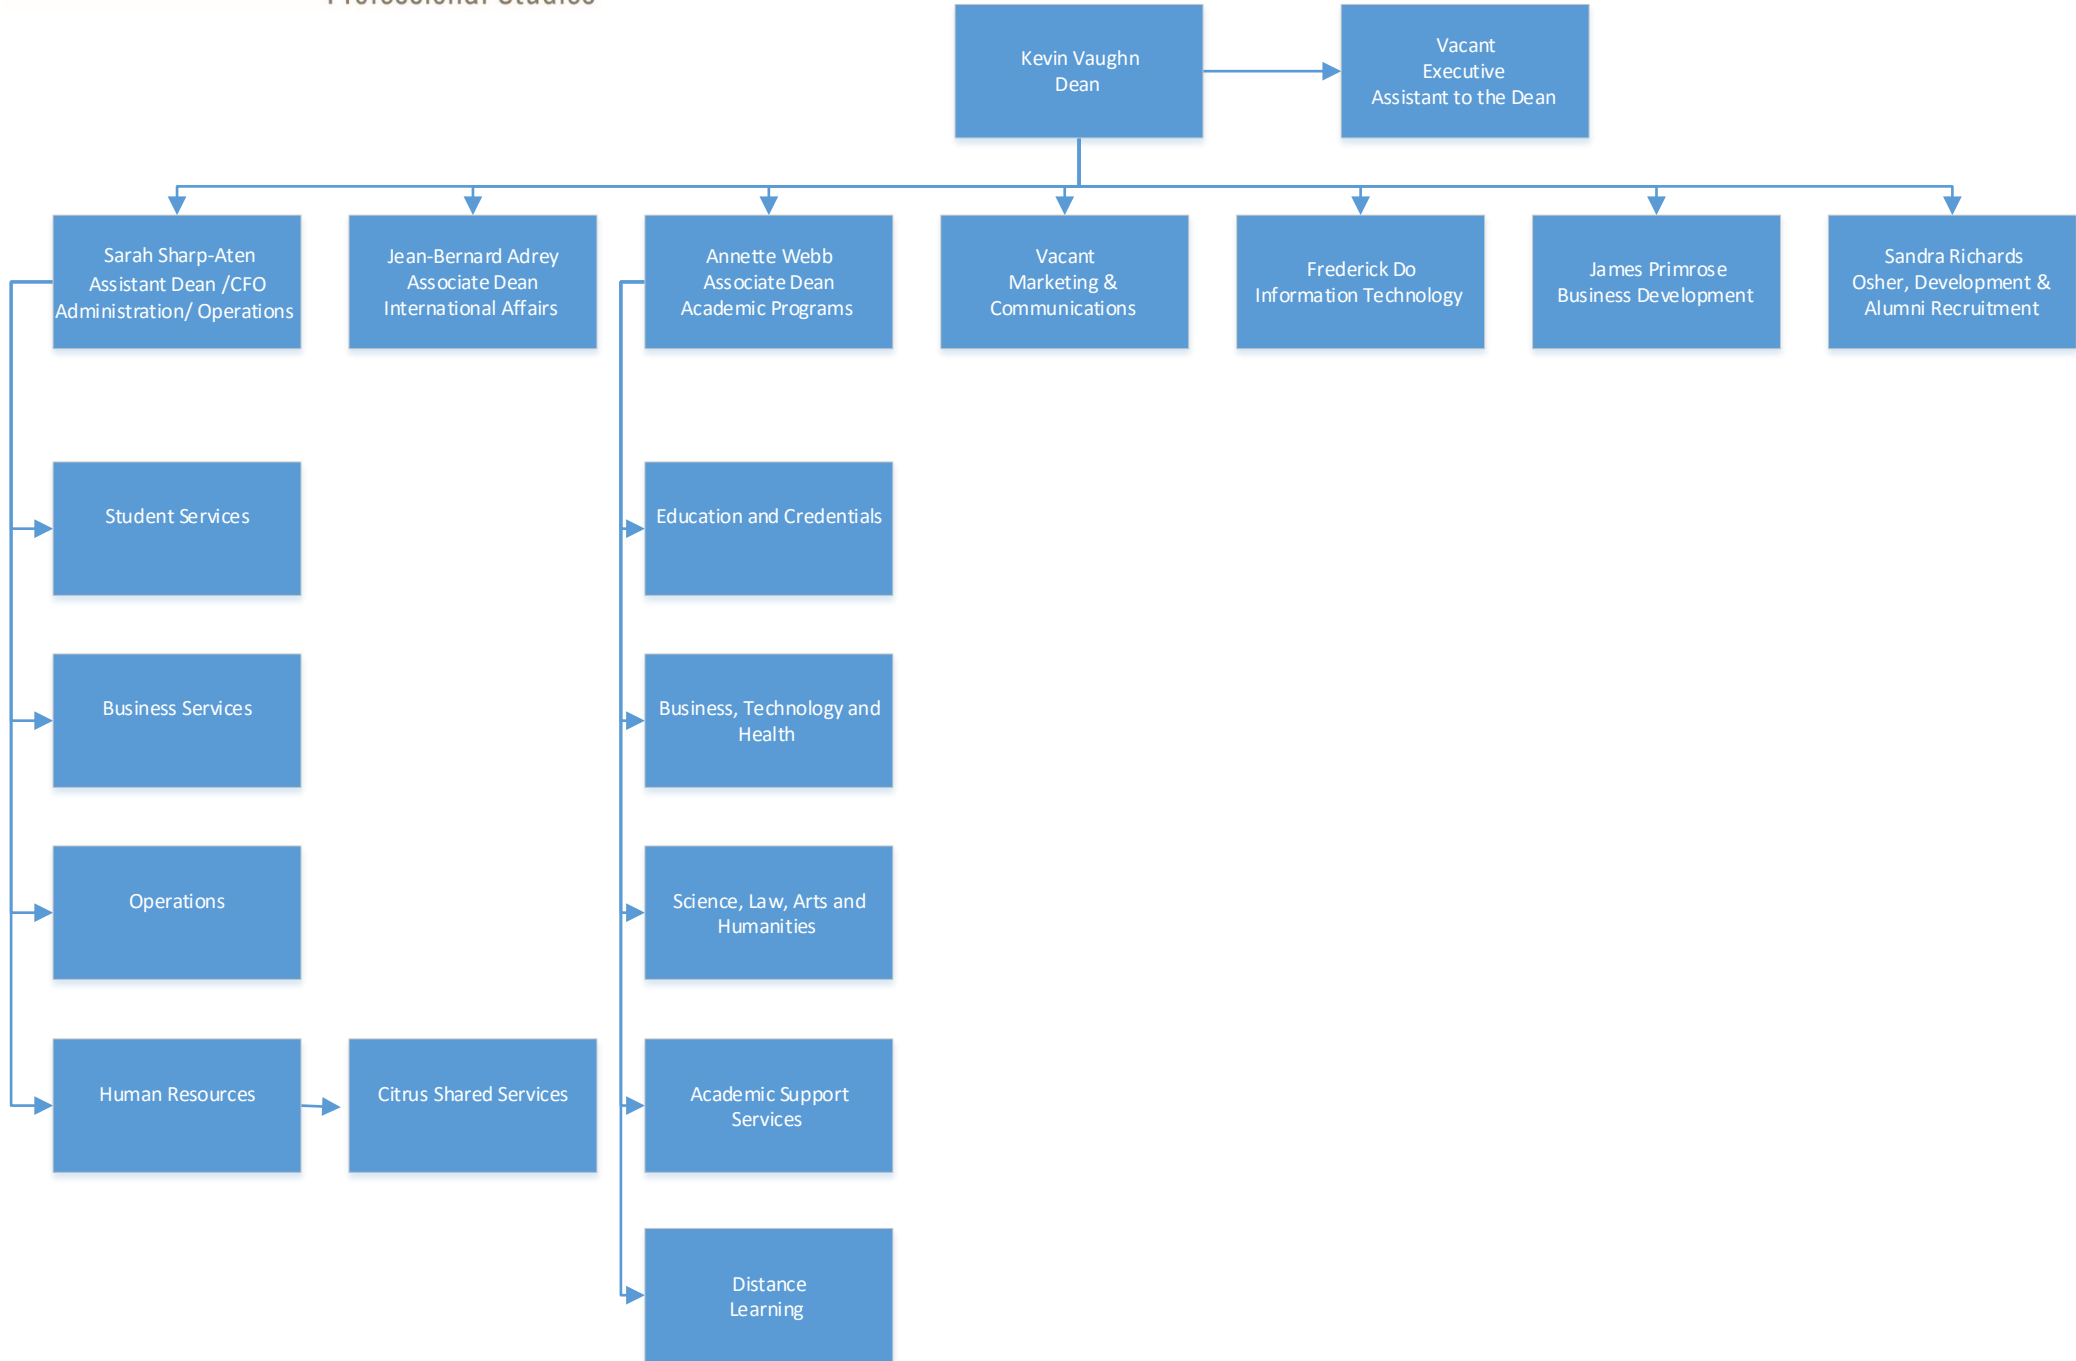 Professional Studies
Kevin Vaughn
Dean
Vacant
Executive
Assistant to the Dean
Sarah Sharp-Aten
Assistant Dean /CFO
Administration/ Operations
Jean-Bernard Adrey
Associate Dean
International Affairs
Annette Webb
Associate Dean
Academic Programs
Vacant
Marketing &
Communications
Frederick Do
Information Technology
James Primrose
Business Development
Sandra Richards
Osher, Development &
Alumni Recruitment
Student Services
Education and Credentials
Business Services
Business, Technology and
Health
Operations
Science, Law, Arts and
Humanities
Human Resources
Citrus Shared Services
Academic Support
Services
Distance
Learning